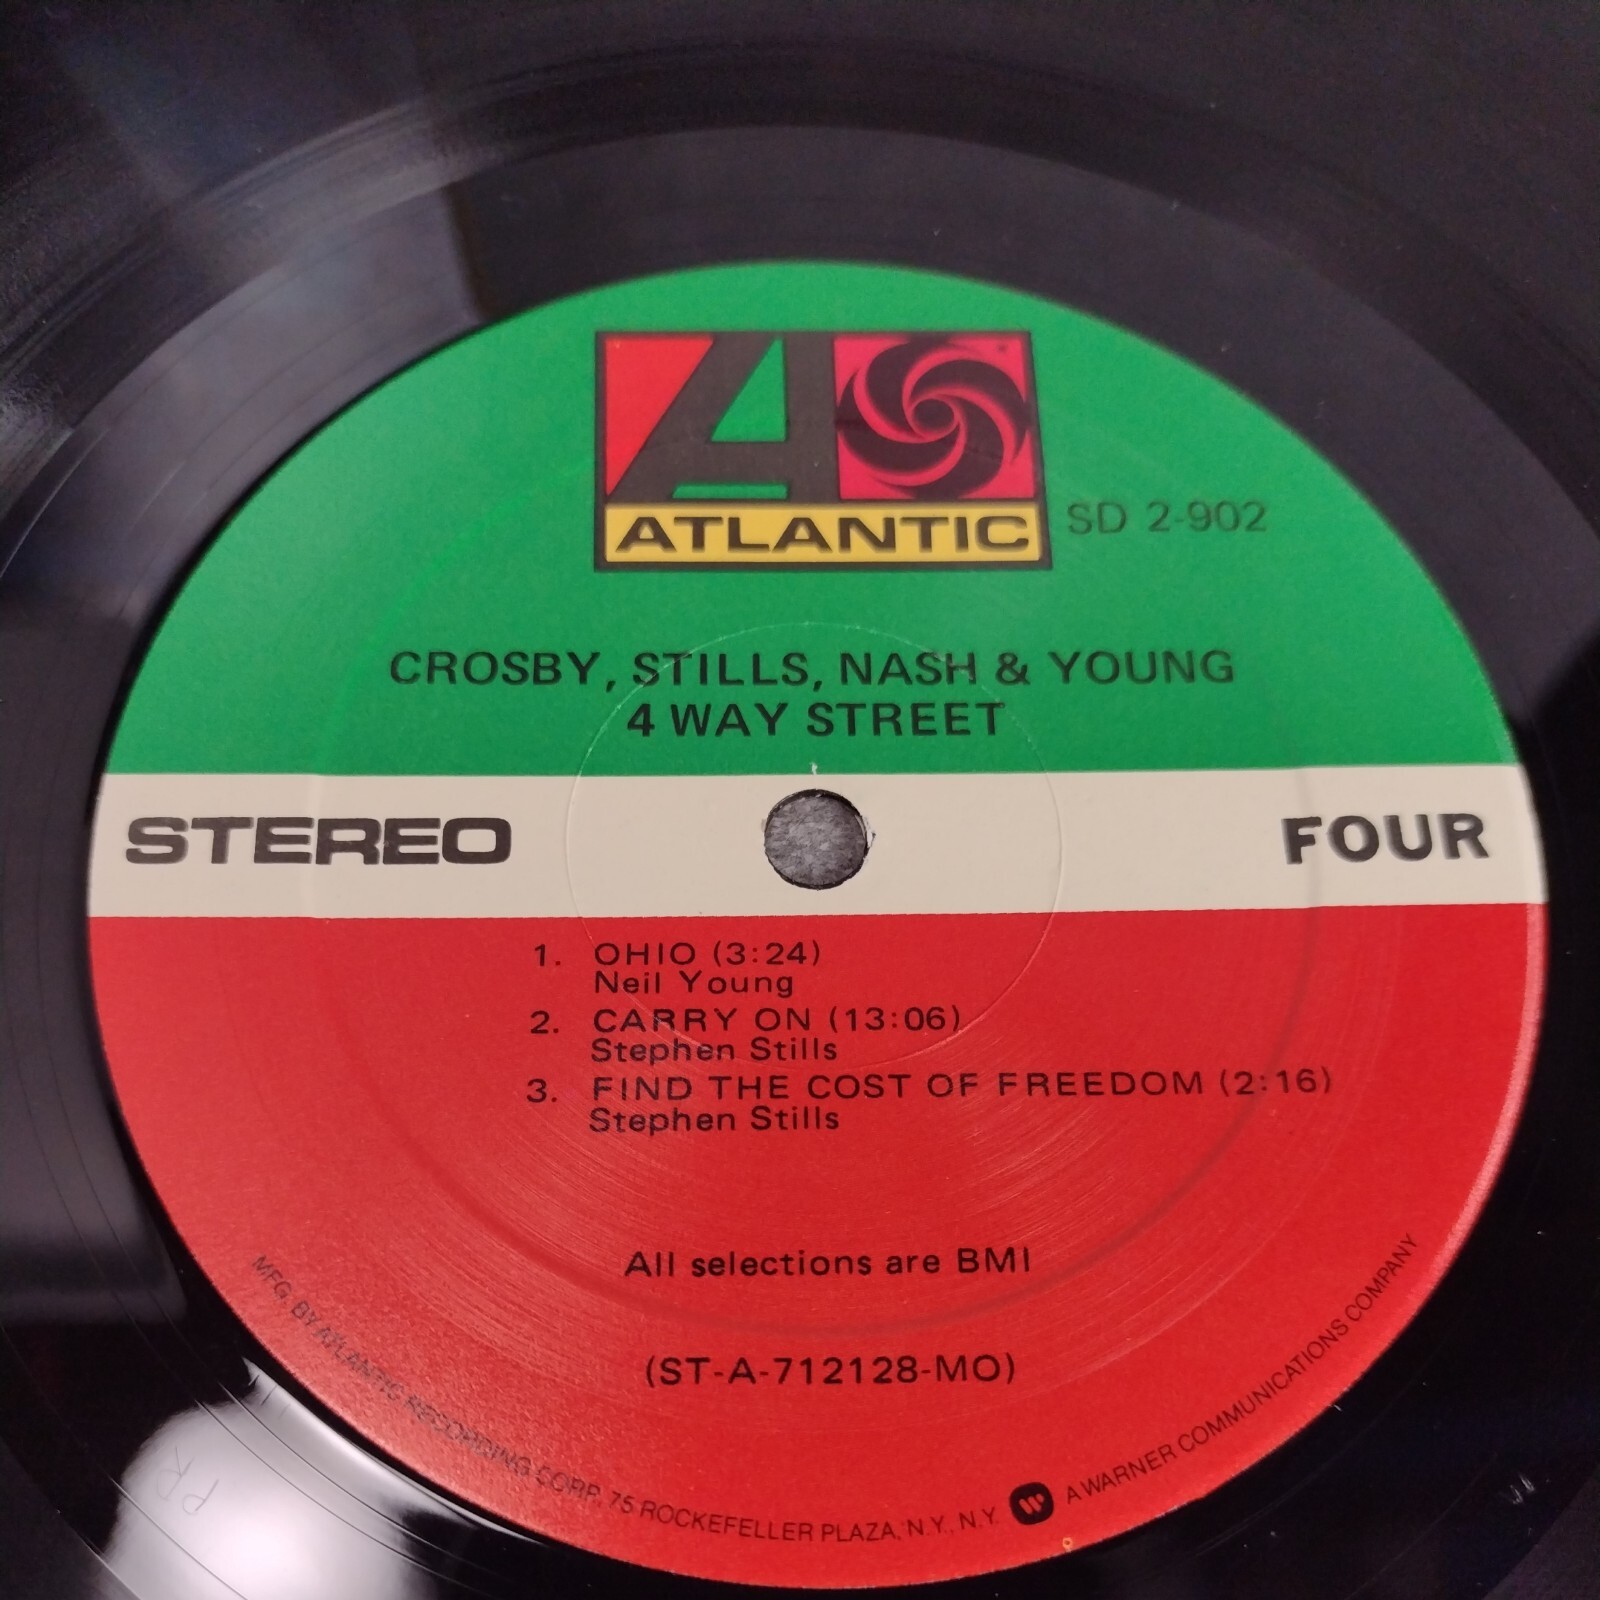 ATLANTIC
SD 2-902
CROSBY, STILLS, NASH & YOUNG
4 WAY STREET
STEREO
FOUR
1. OHIO (3:24)
Neil Young
2. CARRY ON (13:06)
Stephen Stills
3. FIND THE COST OF FREEDOM (2:16)
Stephen Stills
All selections are BMI
(ST-A-712128-MO)
MFG. BY ATLANTIC RECORDING CORP. 75 ROCKEFELLER PLAZA, N.Y., N.Y. A WARNER COMMUNICATIONS COMPANY
PR